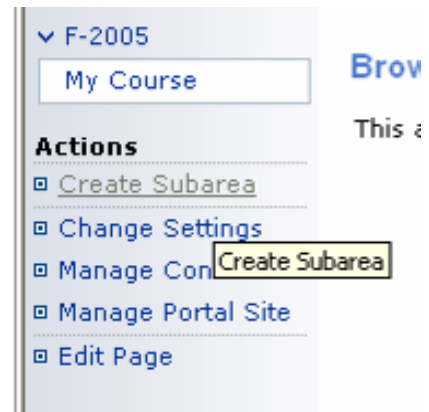 F-2005
My Course
Brow
This a
Actions
Create Subarea
Change Settings
Create Subarea
Manage Con
Manage Portal Site
Edit Page